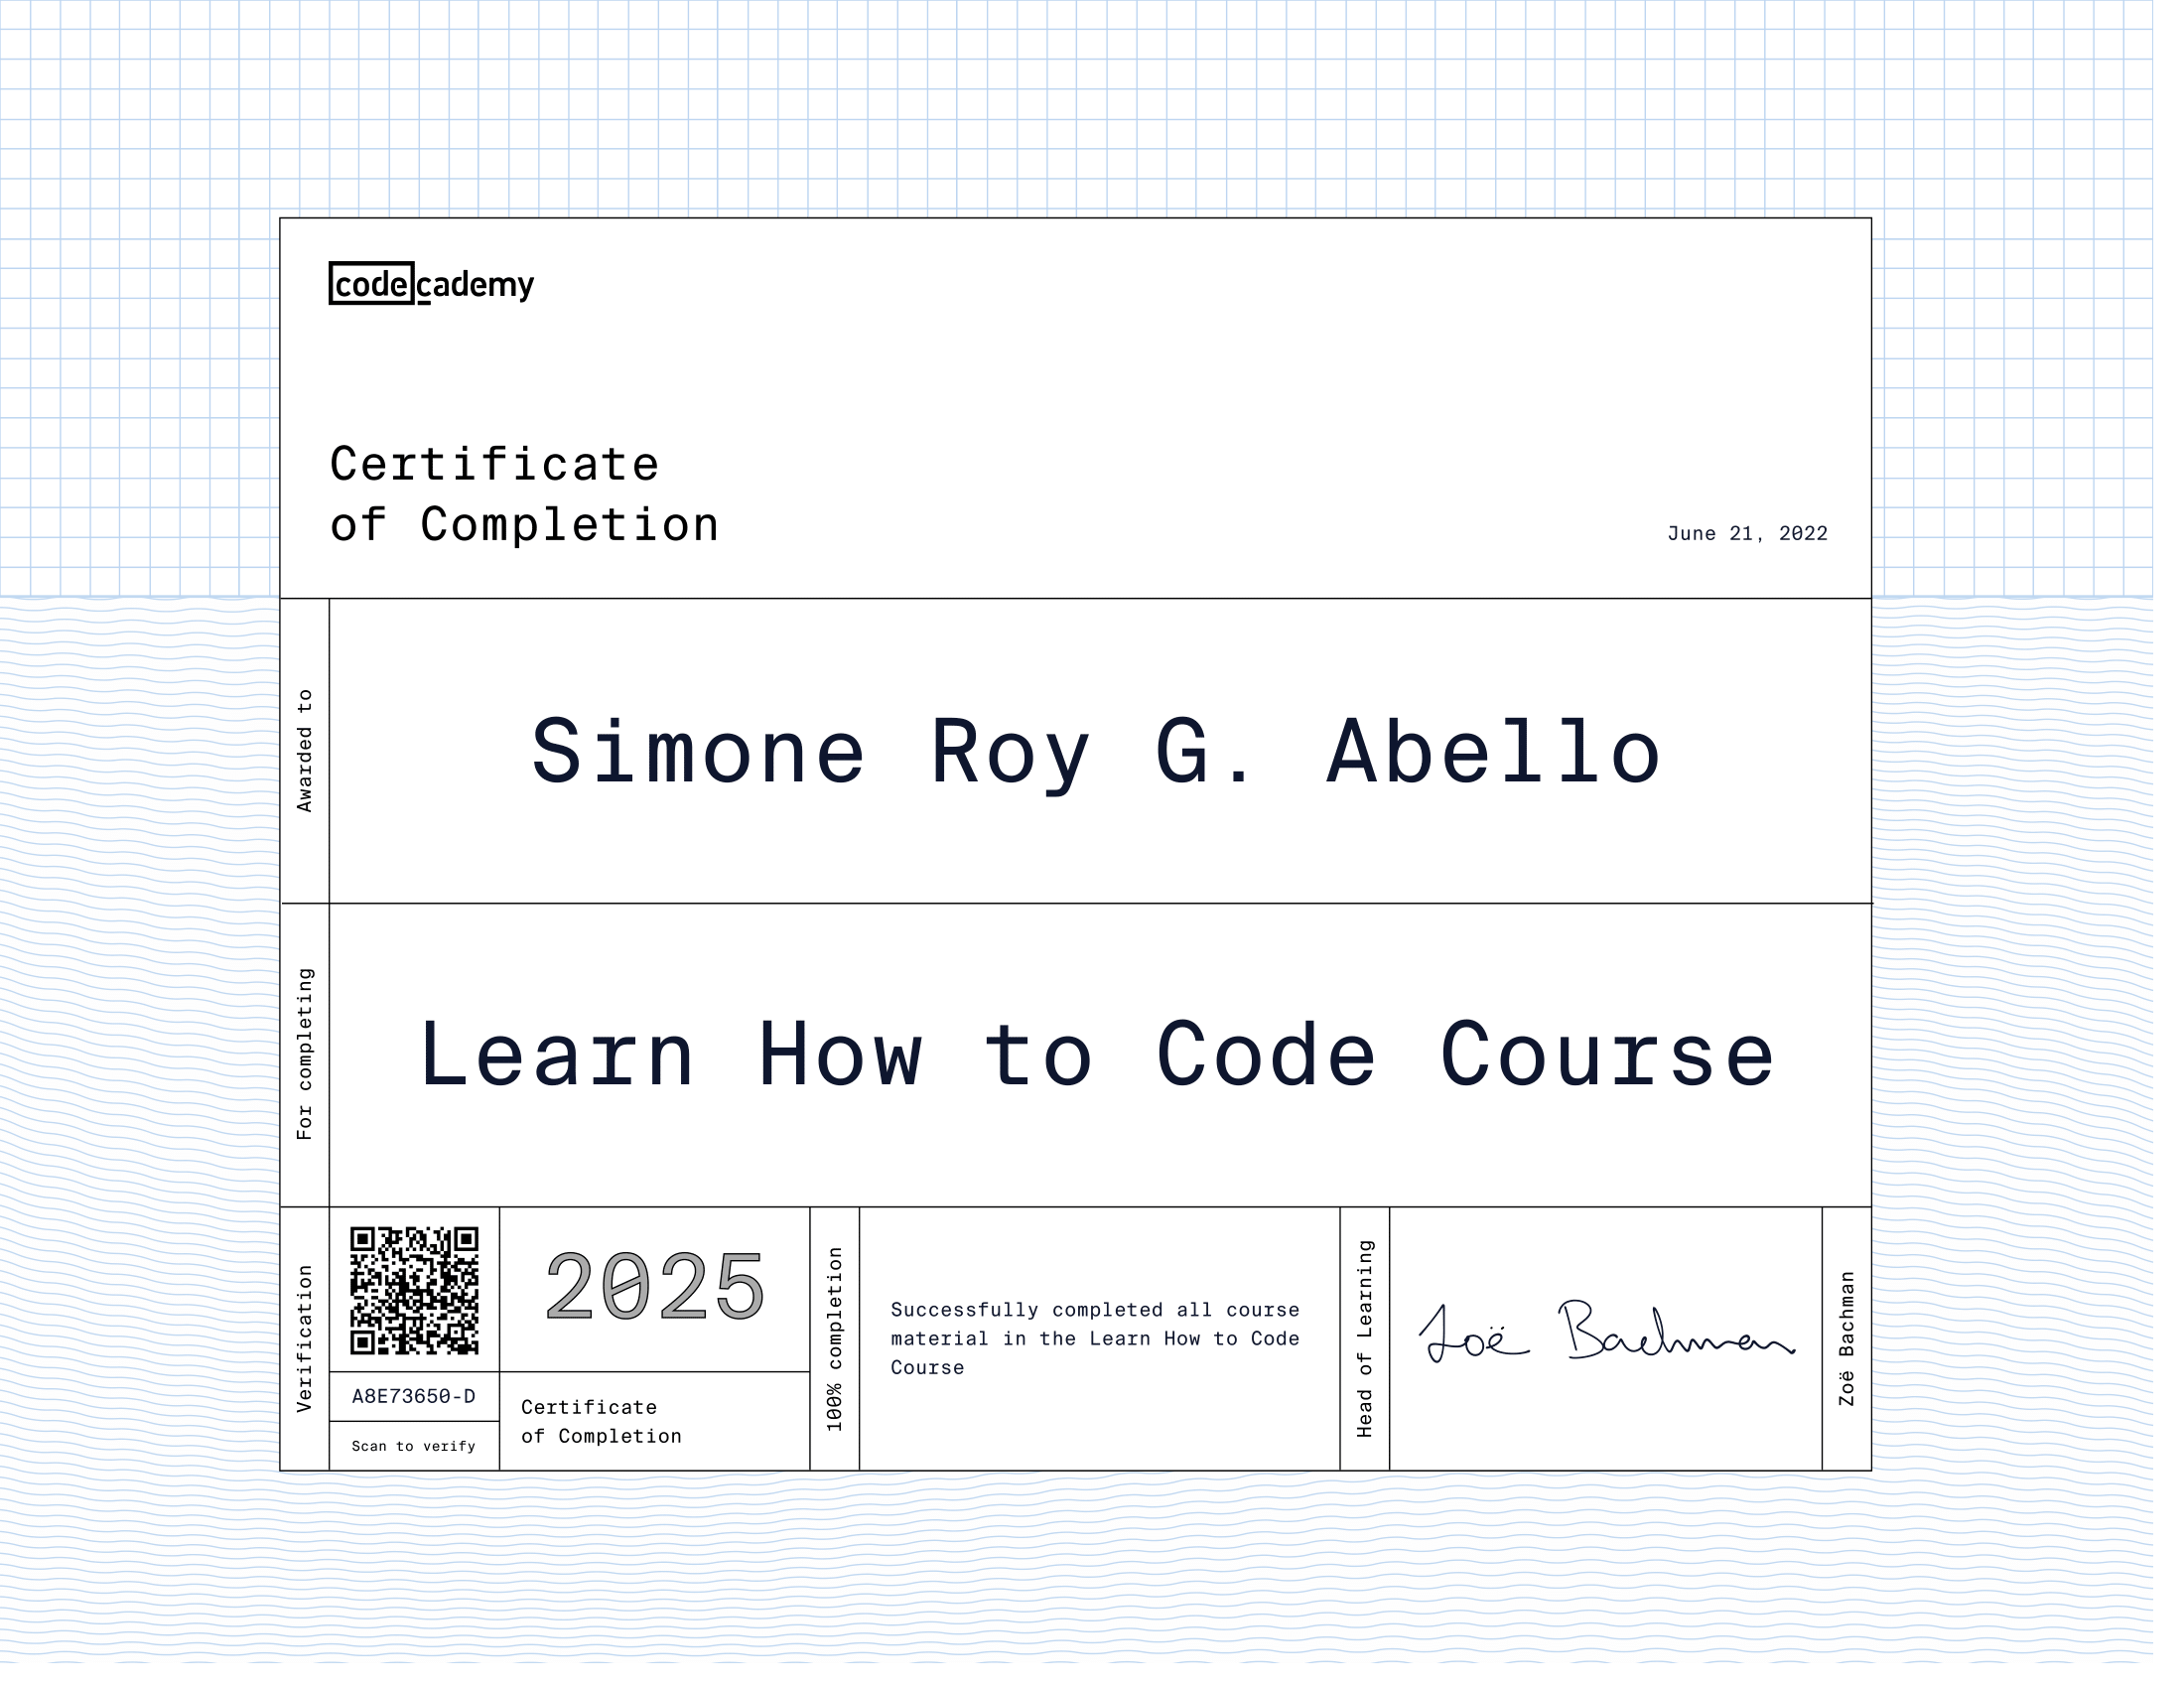 codecademy
Certificate
of Completion
June 21, 2022
Awarded to
Simone Roy G. Abello
For completing
Learn How to Code Course
Verification
A8E73650-D
Scan to verify
2025
Certificate
of Completion
100% completion
Successfully completed all course
material in the Learn How to Code
Course
Head of Learning
Zoë Bachman
Zoë Bachman